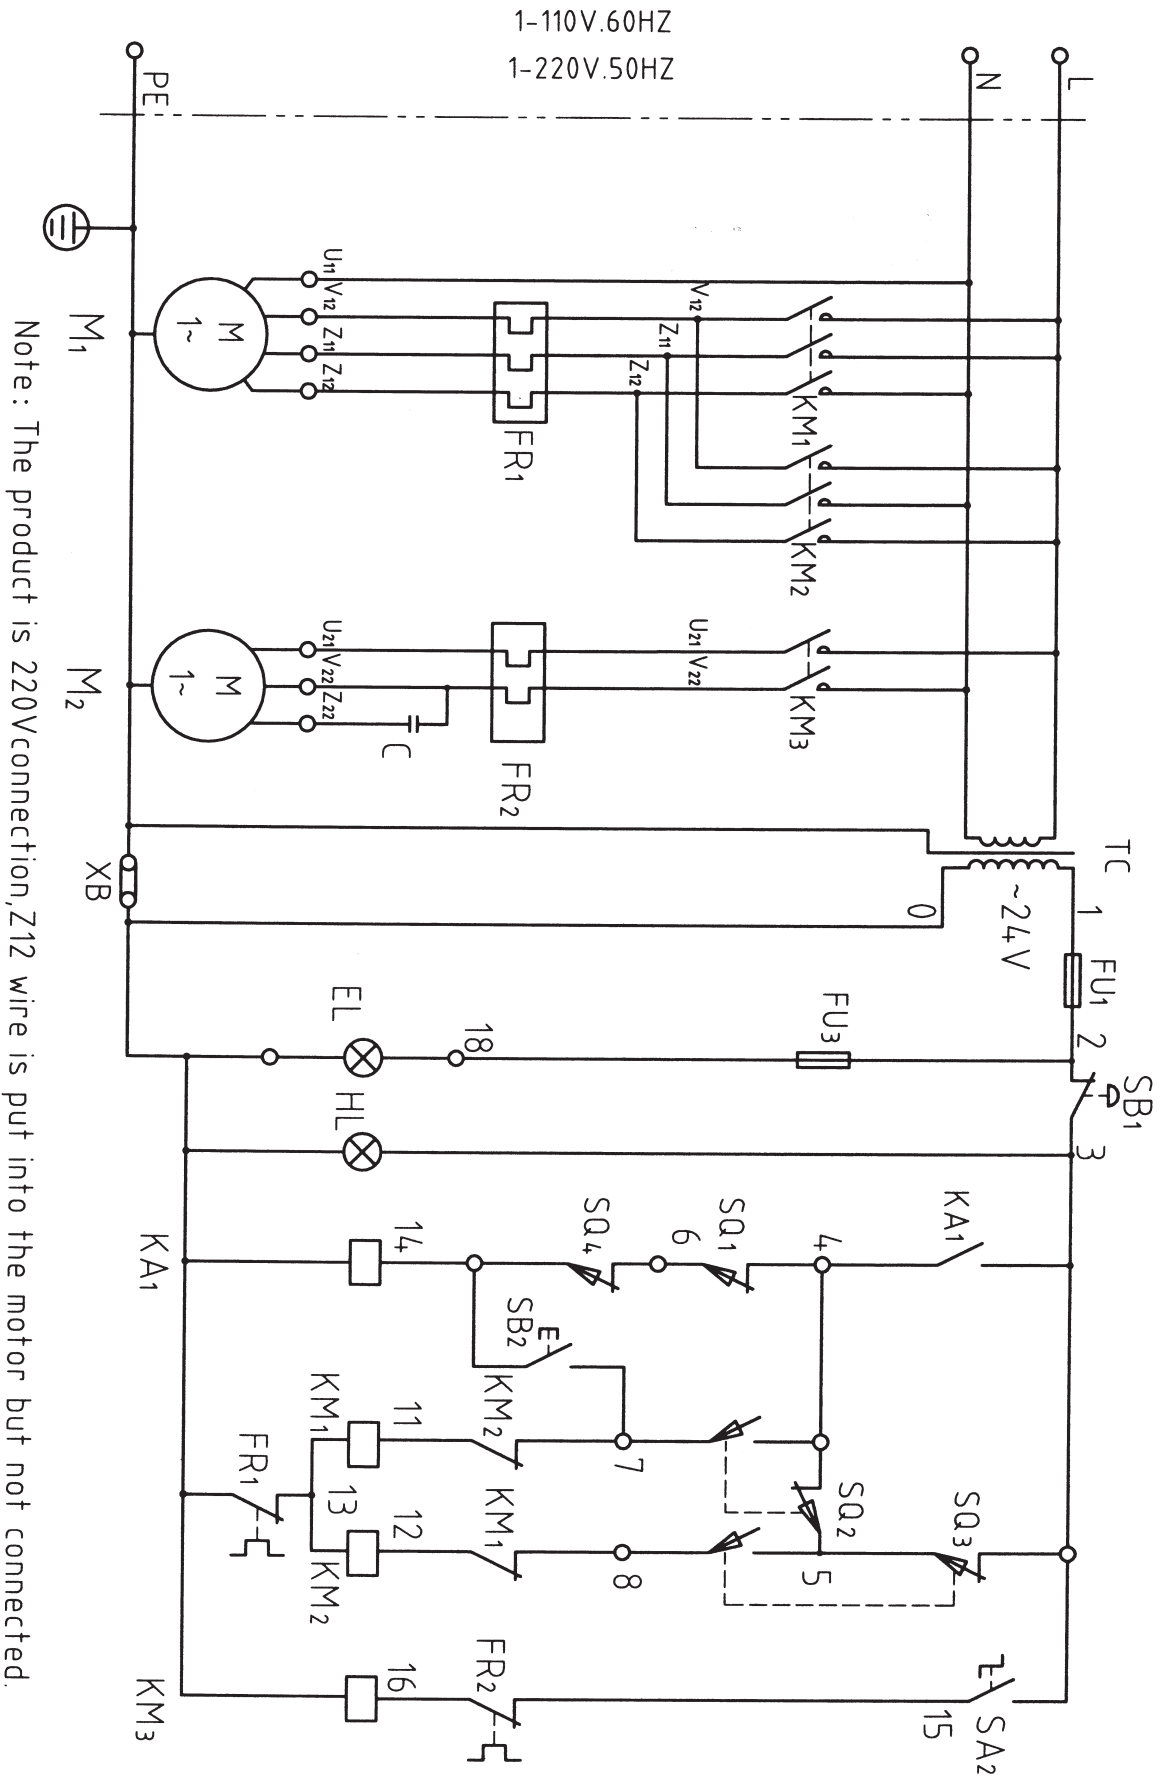 1-110V.60HZ
1-220V.50HZ
L
N
PE
U11 V12 Z11 Z12
V12
Z11
Z12
KM1
KM2
FR1
M
1~
M1
U21 V22 Z22
U21 V22
KM3
FR2
C
M
1~
M2
TC
~24V
0
1
FU1
2
SB1
3
XB
FU3
18
EL
HL
KA1
4
SQ1
6
SQ4
14
KA1
SB2
SQ3
SQ2
5
7
8
KM2
KM1
11
12
KM1
13
KM2
FR1
SA2
15
FR2
16
KM3
Note: The product is 220Vconnection,Z12 wire is put into the motor but not connected.